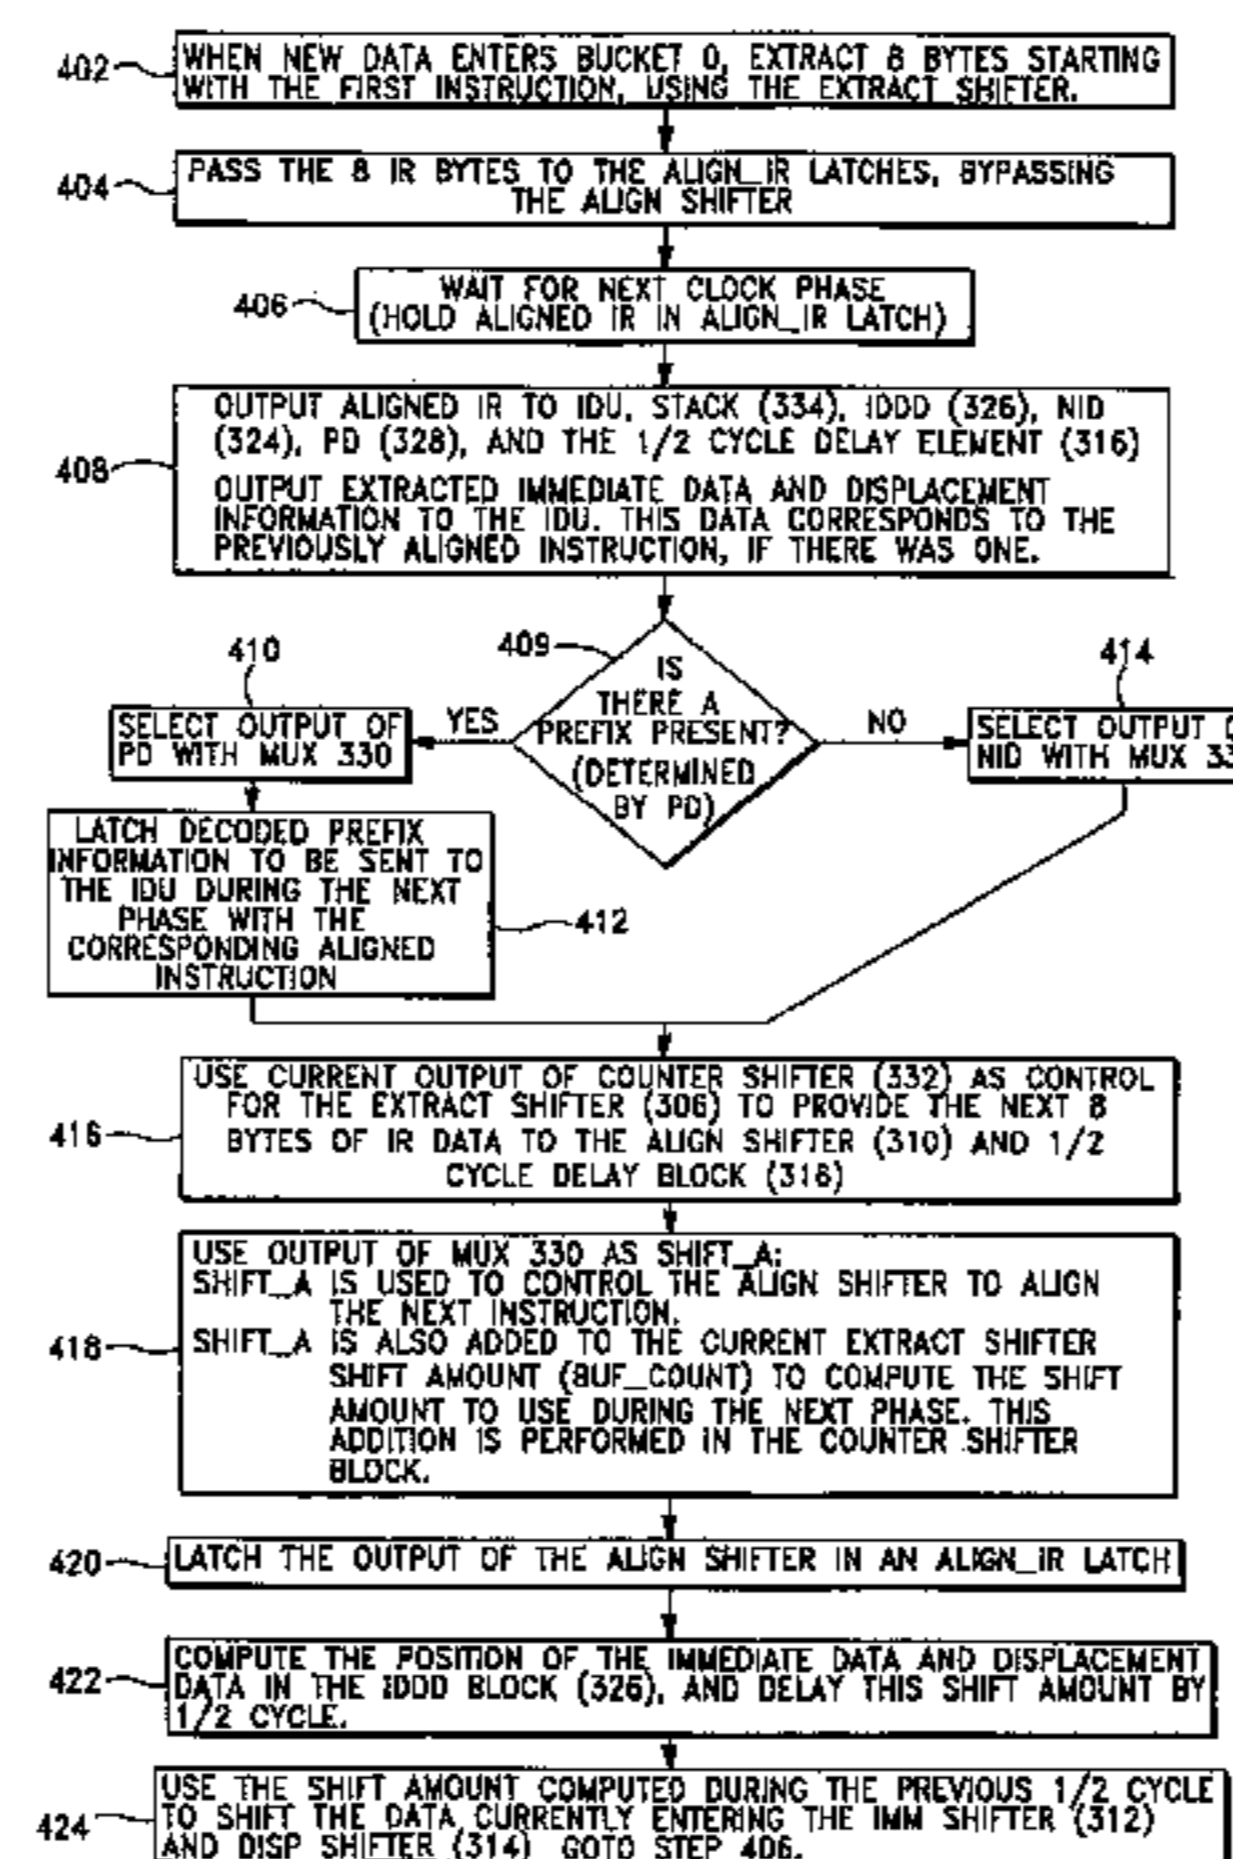 402
WHEN NEW DATA ENTERS BUCKET 0, EXTRACT 8 BYTES STARTING
WITH THE FIRST INSTRUCTION, USING THE EXTRACT SHIFTER.
404
PASS THE 8 IR BYTES TO THE ALIGN_IR LATCHES, BYPASSING
THE ALIGN SHIFTER
406
WAIT FOR NEXT CLOCK PHASE
(HOLD ALIGNED IR IN ALIGN_IR LATCH)
408
OUTPUT ALIGNED IR TO IDU, STACK (334), IDDD (326), NID
(324), PD (328), AND THE 1/2 CYCLE DELAY ELEMENT (316)
OUTPUT EXTRACTED IMMEDIATE DATA AND DISPLACEMENT
INFORMATION TO THE IDU. THIS DATA CORRESPONDS TO THE
PREVIOUSLY ALIGNED INSTRUCTION, IF THERE WAS ONE.
409
IS
THERE A
PREFIX PRESENT?
(DETERMINED
BY PD)
YES
NO
410
SELECT OUTPUT OF
PD WITH MUX 330
414
SELECT OUTPUT
NID WITH MUX
LATCH DECODED PREFIX
INFORMATION TO BE SENT TO
THE IDU DURING THE NEXT
PHASE WITH THE
CORRESPONDING ALIGNED
INSTRUCTION
412
416
USE CURRENT OUTPUT OF COUNTER SHIFTER (332) AS CONTROL
FOR THE EXTRACT SHIFTER (306) TO PROVIDE THE NEXT 8
BYTES OF IR DATA TO THE ALIGN SHIFTER (310) AND 1/2
CYCLE DELAY BLOCK (318)
418
USE OUTPUT OF MUX 330 AS SHIFT_A:
SHIFT_A IS USED TO CONTROL THE ALIGN SHIFTER TO ALIGN
THE NEXT INSTRUCTION.
SHIFT_A IS ALSO ADDED TO THE CURRENT EXTRACT SHIFTER
SHIFT AMOUNT (BUF_COUNT) TO COMPUTE THE SHIFT
AMOUNT TO USE DURING THE NEXT PHASE. THIS
ADDITION IS PERFORMED IN THE COUNTER SHIFTER
BLOCK.
420
LATCH THE OUTPUT OF THE ALIGN SHIFTER IN AN ALIGN_IR LATCH
422
COMPUTE THE POSITION OF THE IMMEDIATE DATA AND DISPLACEMENT
DATA IN THE IDDD BLOCK (326), AND DELAY THIS SHIFT AMOUNT BY
1/2 CYCLE.
424
USE THE SHIFT AMOUNT COMPUTED DURING THE PREVIOUS 1/2 CYCLE
TO SHIFT THE DATA CURRENTLY ENTERING THE IMM SHIFTER (312)
AND DISP SHIFTER (314) GOTO STEP 406.